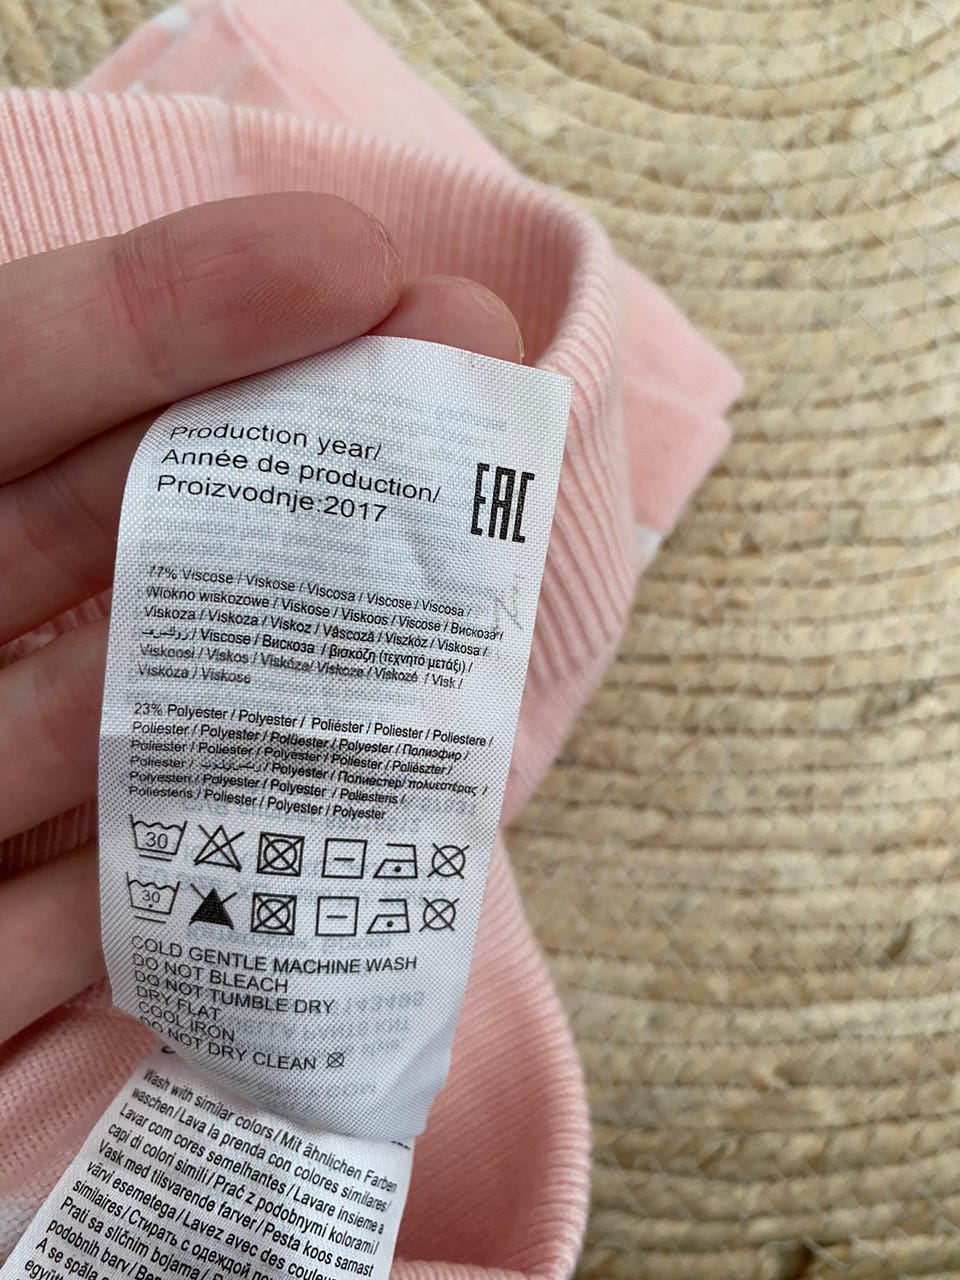 Production year/
Année de production/
Proizvodnje:2017
EAC
77% Viscose / Viskose / Viscosa / Viscose / Viscosa /
Włókno wiskozowe / Viskose / Viskoos / Viscose / Вискоза /
Viskoza / Viskoza / Viskoz / Vâscoză / Viszkóz / Viskosa /
/ Viscose / Вискоза / βισκόζη (τεχνητό μετάξι) /
Viskoosi / Viskos / Viskóza / Viskoze / Viskozė / Visk /
Viskóza / Viskose
23% Polyester / Polyester / Poliéster / Poliester / Poliestere /
Poliester / Polyester / Polüester / Polyester / Полиэфир /
Poliester / Poliester / Polyester / Poliester / Poliészter /
Poliester / / Polyester / Полиестер/ πολυεστέρας /
Polyesteri / Polyester / Polyester / Poliesteris /
Poliesteris / Poliester / Polyester / Polyester
30
30
COLD GENTLE MACHINE WASH
DO NOT BLEACH
DO NOT TUMBLE DRY
DRY FLAT
COOL IRON
DO NOT DRY CLEAN
Wash with similar colors / Mit ähnlichen Farben
waschen / Lava la prenda con colores similares /
Lavar com cores semelhantes / Lavare insieme a
capi di colori simili / Prać z podobnymi kolorami /
Vask med tilsvarende farver / Pesta koos samast
värvi esemetega / Lavez avec des couleurs
similaires / Стирать с одеждой
Prati sa sličnim bojama /
podobnih barv /
A se spăla